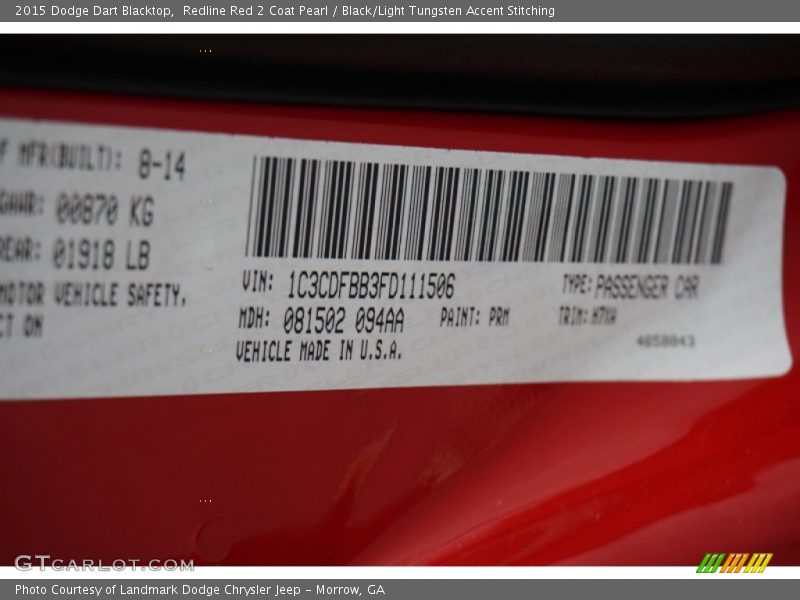 2015 Dodge Dart Blacktop,  Redline Red 2 Coat Pearl / Black/Light Tungsten Accent Stitching
F MFR(BUILT): 8-14
GAWR: 00870 KG
REAR: 01918 LB
MOTOR VEHICLE SAFETY,
CT ON
VIN: 1C3CDFBB3FD111506
TYPE: PASSENGER CAR
MDH: 081502 094AA
PAINT: PRM
TRIM: H7XA
VEHICLE MADE IN U.S.A.
4658043
GTCARLOT.COM
Photo Courtesy of Landmark Dodge Chrysler Jeep – Morrow, GA